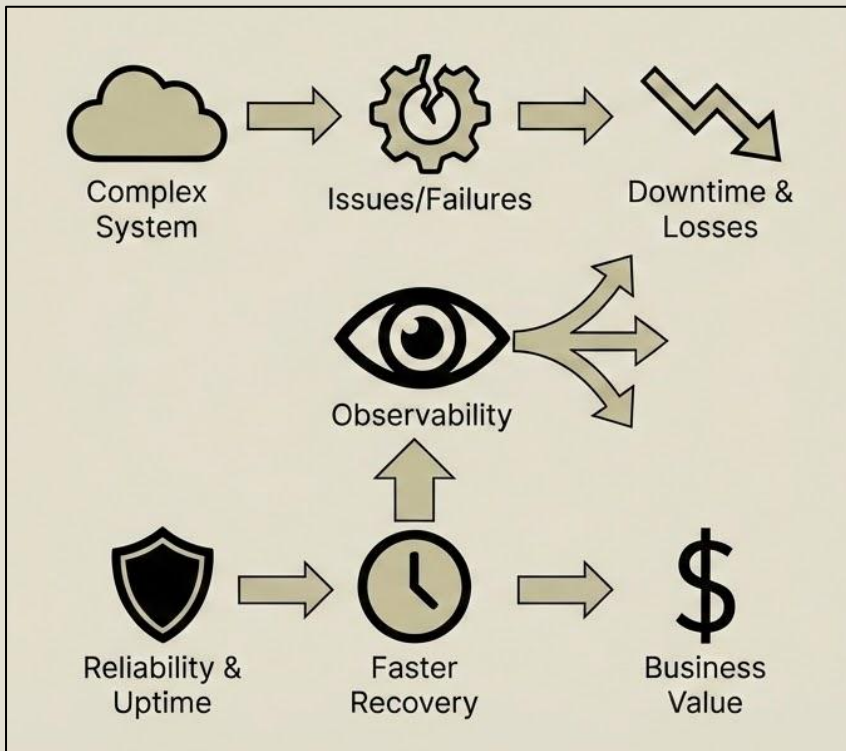 Complex
System
Issues/Failures
Downtime &
Losses
Observability
Reliability &
Uptime
Faster
Recovery
Business
Value